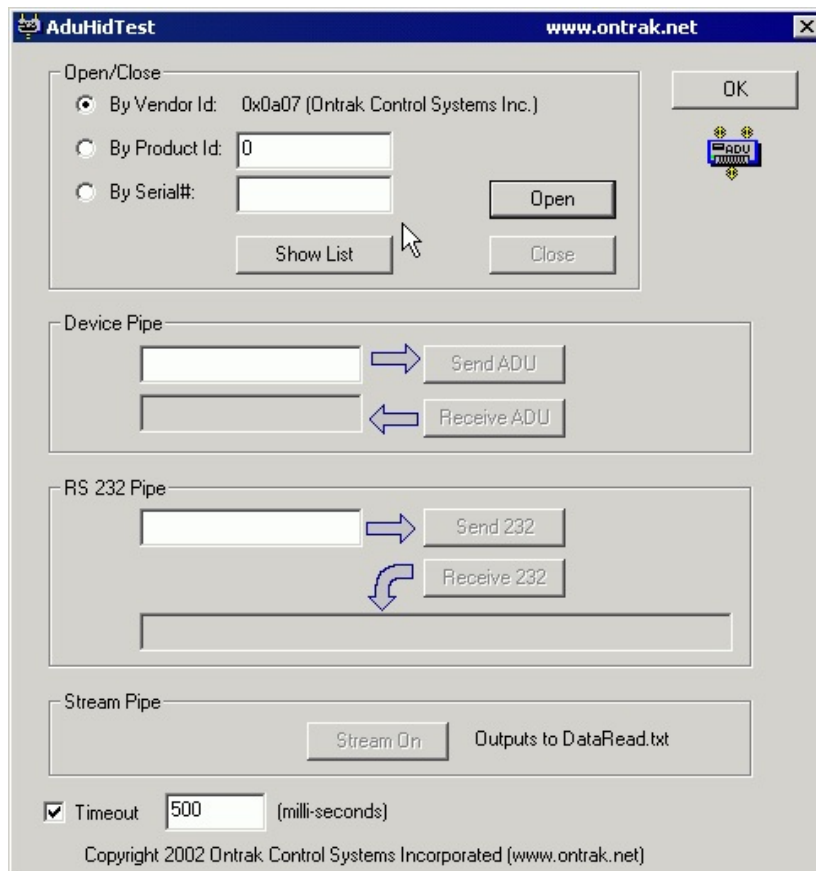 AduHidTest www.ontrak.net
Open/Close
By Vendor Id: 0x0a07 (Ontrak Control Systems Inc.)
OK
By Product Id: 0
ADU
By Serial#:
Open
Show List
Close
Device Pipe
Send ADU
Receive ADU
RS 232 Pipe
Send 232
Receive 232
Stream Pipe
Stream On Outputs to DataRead.txt
Timeout 500 (milli-seconds)
Copyright 2002 Ontrak Control Systems Incorporated (www.ontrak.net)